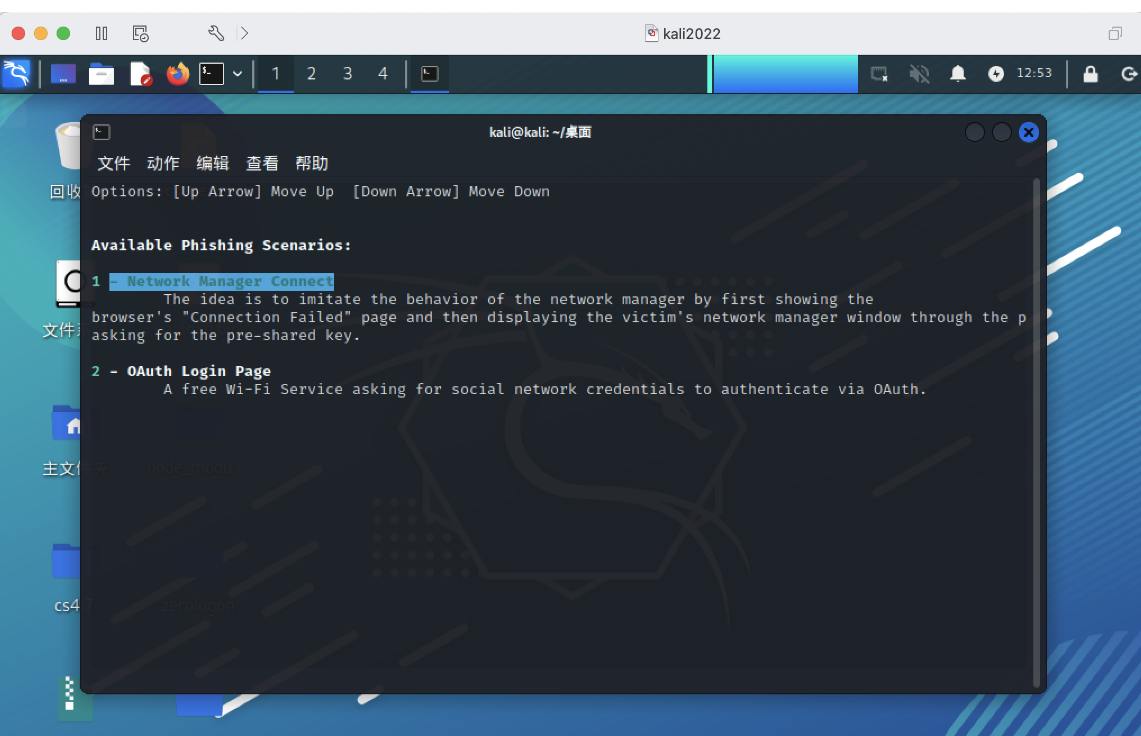 kali2022
1 2 3 4
12:53
kali@kali: ~/桌面
文件 动作 编辑 查看 帮助
回收
Options: [Up Arrow] Move Up [Down Arrow] Move Down
Available Phishing Scenarios:
1 - Network Manager Connect
The idea is to imitate the behavior of the network manager by first showing the
browser's "Connection Failed" page and then displaying the victim's network manager window through the p
asking for the pre-shared key.
文件系
2 - OAuth Login Page
A free Wi-Fi Service asking for social network credentials to authenticate via OAuth.
主文件夹
cs4.7
zerologon